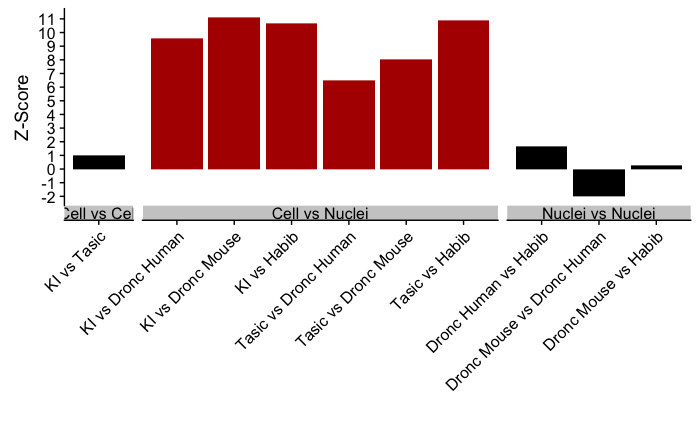 Z-Score
11
10
9
8
7
6
5
4
3
2
1
0
-1
-2
Cell vs Cel
Cell vs Nuclei
Nuclei vs Nuclei
KI vs Tasic
KI vs Dronc Human
KI vs Dronc Mouse
KI vs Habib
Tasic vs Dronc Human
Tasic vs Dronc Mouse
Tasic vs Habib
Dronc Human vs Habib
Dronc Mouse vs Dronc Human
Dronc Mouse vs Habib